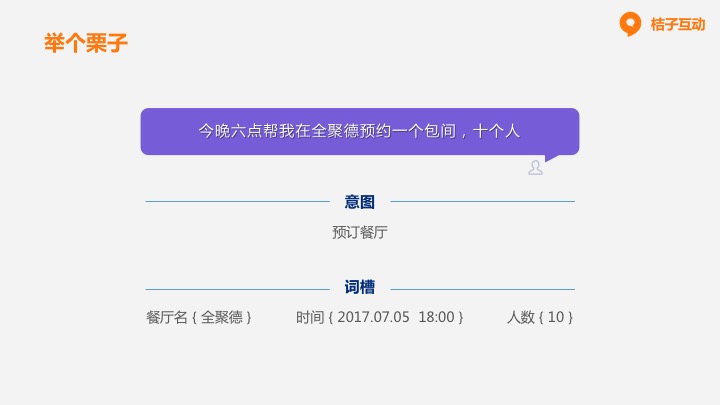 举个栗子
桔子互动
今晚六点帮我在全聚德预约一个包间，十个人
意图
预订餐厅
词槽
餐厅名 { 全聚德 } 时间 { 2017.07.05 18:00 } 人数 { 10 }